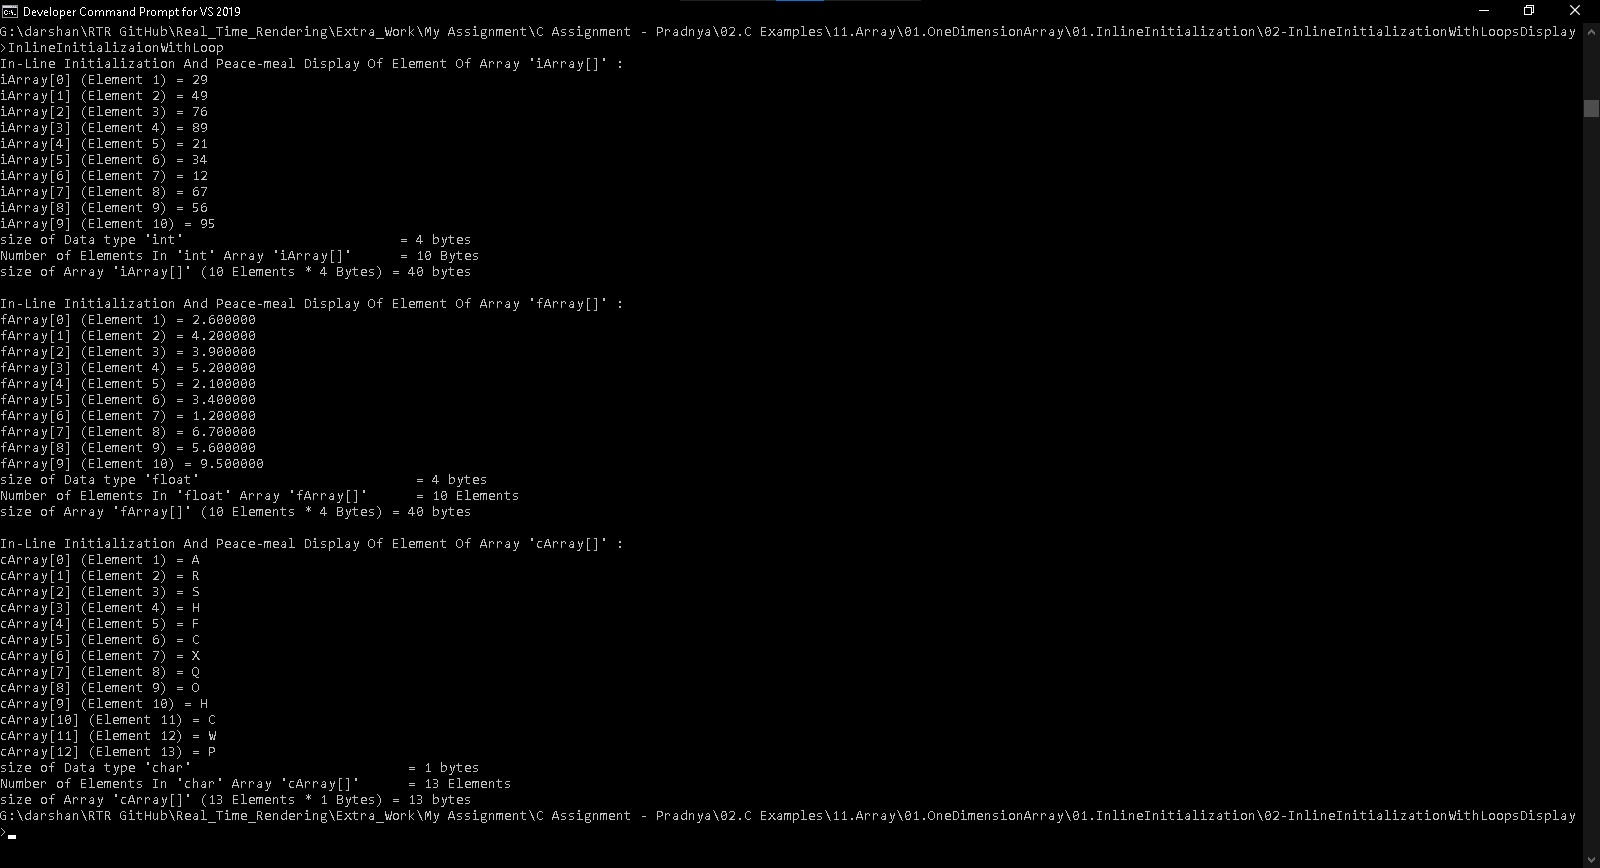 Developer Command Prompt for VS 2019
G:\darshan\RTR GitHub\Real_Time_Rendering\Extra_Work\My Assignment\C Assignment - Pradnya\02.C Examples\11.Array\01.OneDimensionArray\01.InlineInitialization\02-InlineInitializationWithLoopsDisplay
>InlineInitializaionWithLoop
In-Line Initialization And Peace-meal Display Of Element Of Array 'iArray[]' :
iArray[0] (Element 1) = 29
iArray[1] (Element 2) = 49
iArray[2] (Element 3) = 76
iArray[3] (Element 4) = 89
iArray[4] (Element 5) = 21
iArray[5] (Element 6) = 34
iArray[6] (Element 7) = 12
iArray[7] (Element 8) = 67
iArray[8] (Element 9) = 56
iArray[9] (Element 10) = 95
size of Data type 'int' = 4 bytes
Number of Elements In 'int' Array 'iArray[]' = 10 Bytes
size of Array 'iArray[]' (10 Elements * 4 Bytes) = 40 bytes
In-Line Initialization And Peace-meal Display Of Element Of Array 'fArray[]' :
fArray[0] (Element 1) = 2.600000
fArray[1] (Element 2) = 4.200000
fArray[2] (Element 3) = 3.900000
fArray[3] (Element 4) = 5.200000
fArray[4] (Element 5) = 2.100000
fArray[5] (Element 6) = 3.400000
fArray[6] (Element 7) = 1.200000
fArray[7] (Element 8) = 6.700000
fArray[8] (Element 9) = 5.600000
fArray[9] (Element 10) = 9.500000
size of Data type 'float' = 4 bytes
Number of Elements In 'float' Array 'fArray[]' = 10 Elements
size of Array 'fArray[]' (10 Elements * 4 Bytes) = 40 bytes
In-Line Initialization And Peace-meal Display Of Element Of Array 'cArray[]' :
cArray[0] (Element 1) = A
cArray[1] (Element 2) = R
cArray[2] (Element 3) = S
cArray[3] (Element 4) = H
cArray[4] (Element 5) = F
cArray[5] (Element 6) = C
cArray[6] (Element 7) = X
cArray[7] (Element 8) = Q
cArray[8] (Element 9) = O
cArray[9] (Element 10) = H
cArray[10] (Element 11) = C
cArray[11] (Element 12) = W
cArray[12] (Element 13) = P
size of Data type 'char' = 1 bytes
Number of Elements In 'char' Array 'cArray[]' = 13 Elements
size of Array 'cArray[]' (13 Elements * 1 Bytes) = 13 bytes
G:\darshan\RTR GitHub\Real_Time_Rendering\Extra_Work\My Assignment\C Assignment - Pradnya\02.C Examples\11.Array\01.OneDimensionArray\01.InlineInitialization\02-InlineInitializationWithLoopsDisplay
>